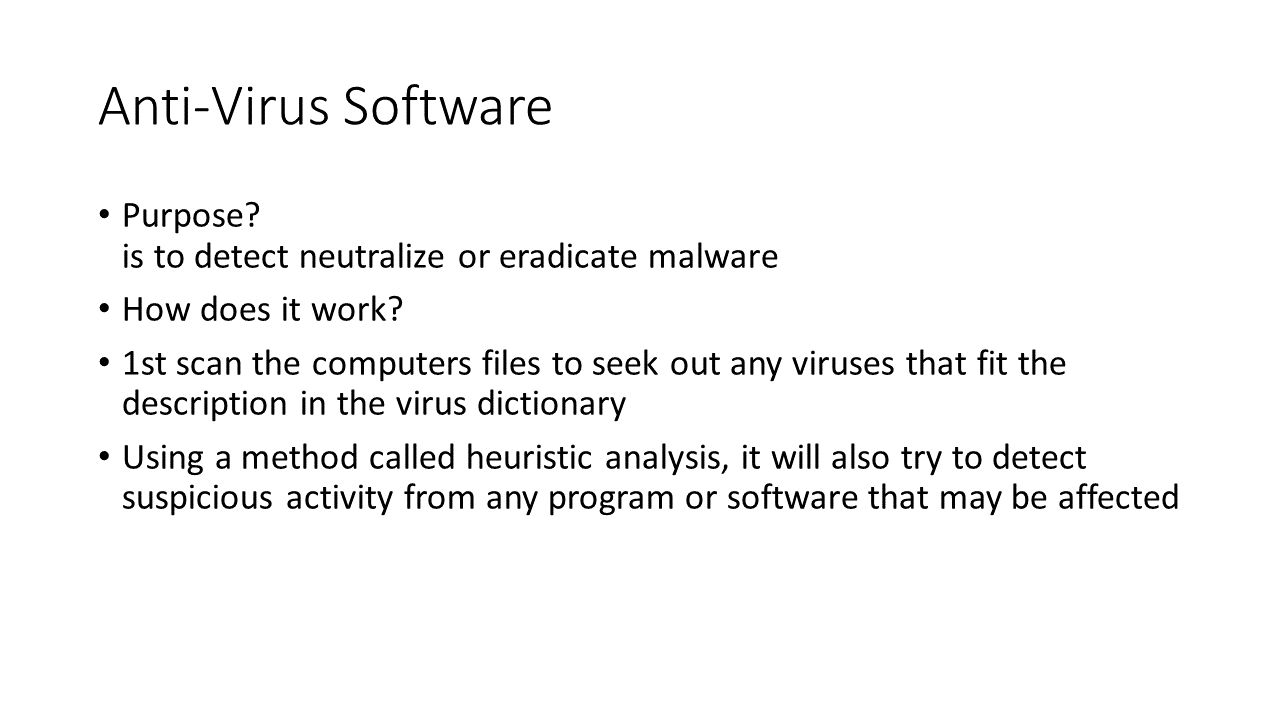 Anti-Virus Software
• Purpose?
is to detect neutralize or eradicate malware
• How does it work?
• 1st scan the computers files to seek out any viruses that fit the
description in the virus dictionary
• Using a method called heuristic analysis, it will also try to detect
suspicious activity from any program or software that may be affected